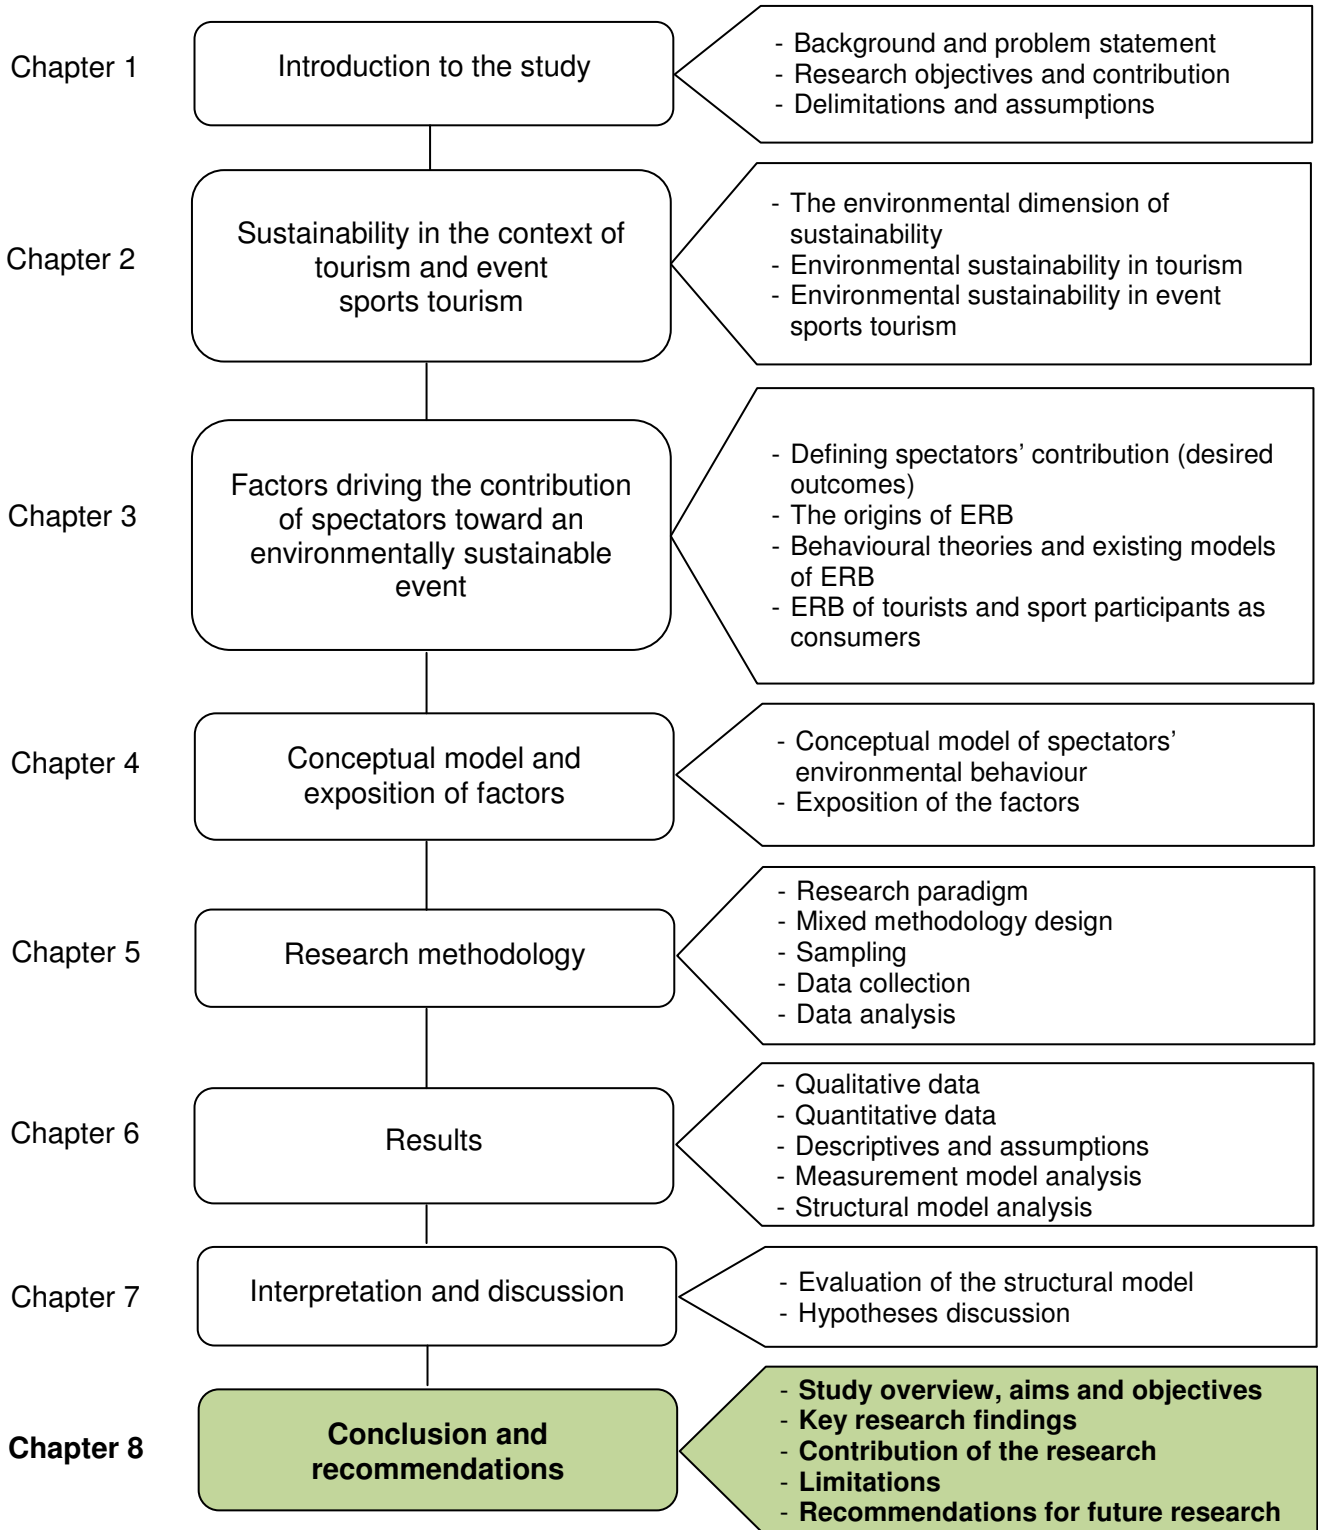 Chapter 1
Introduction to the study
- Background and problem statement
- Research objectives and contribution
- Delimitations and assumptions
Chapter 2
Sustainability in the context of
tourism and event
sports tourism
- The environmental dimension of
sustainability
- Environmental sustainability in tourism
- Environmental sustainability in event
sports tourism
Chapter 3
Factors driving the contribution
of spectators toward an
environmentally sustainable
event
- Defining spectators’ contribution (desired
outcomes)
- The origins of ERB
- Behavioural theories and existing models
of ERB
- ERB of tourists and sport participants as
consumers
Chapter 4
Conceptual model and
exposition of factors
- Conceptual model of spectators’
environmental behaviour
- Exposition of the factors
Chapter 5
Research methodology
- Research paradigm
- Mixed methodology design
- Sampling
- Data collection
- Data analysis
Chapter 6
Results
- Qualitative data
- Quantitative data
- Descriptives and assumptions
- Measurement model analysis
- Structural model analysis
Chapter 7
Interpretation and discussion
- Evaluation of the structural model
- Hypotheses discussion
Chapter 8
Conclusion and
recommendations
- Study overview, aims and objectives
- Key research findings
- Contribution of the research
- Limitations
- Recommendations for future research